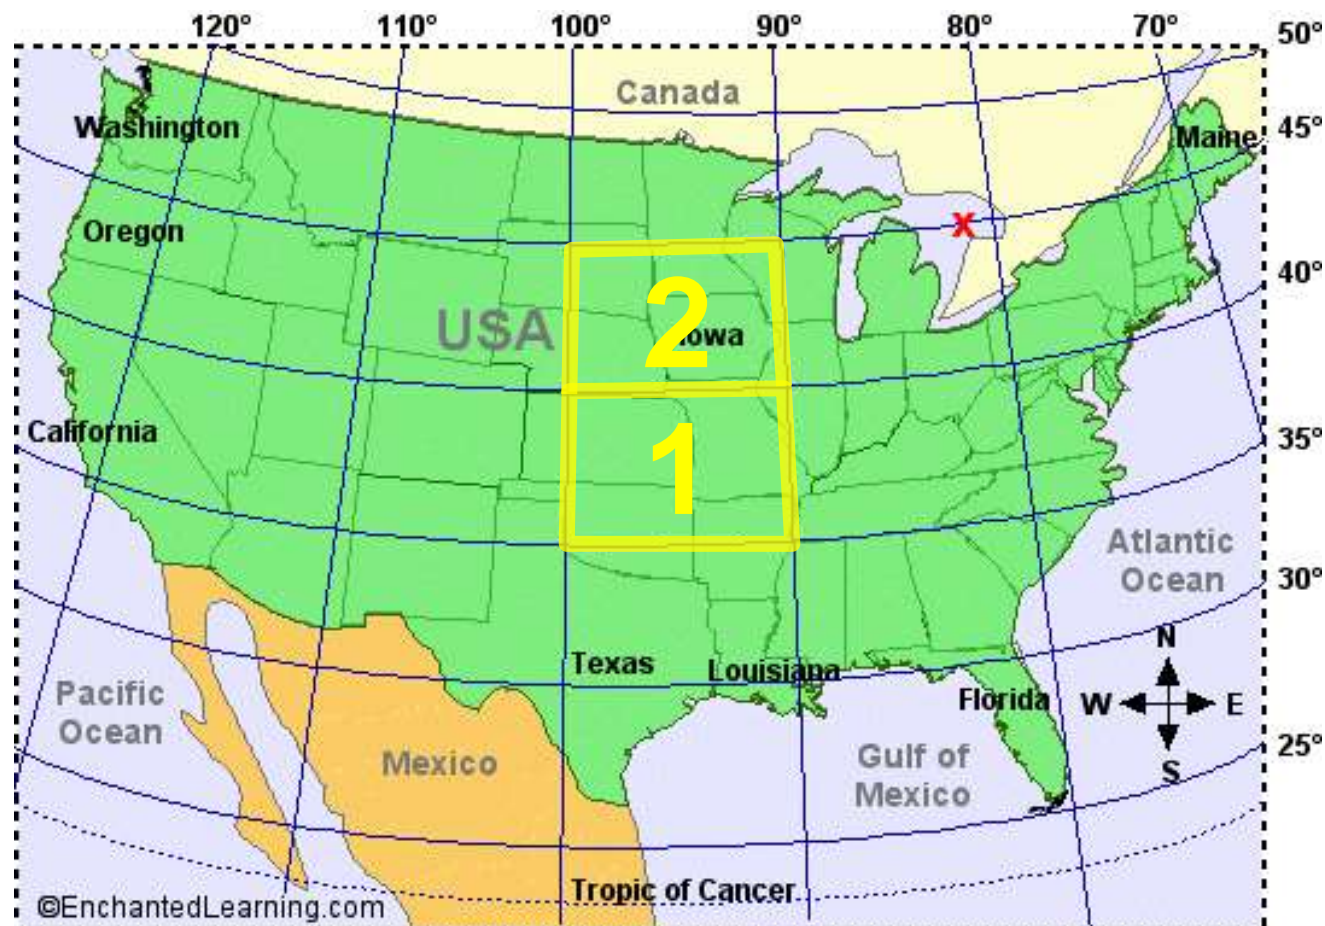 120° 110° 100° 90° 80° 70° 50°
Canada
45°
Washington
Maine
X
Oregon
40°
2
USA
Iowa
California
35°
1
Atlantic
Ocean
30°
N
Texas
Louisiana
Florida
W E
S
Pacific
Ocean
25°
Mexico
Gulf of
Mexico
Tropic of Cancer
©EnchantedLearning.com